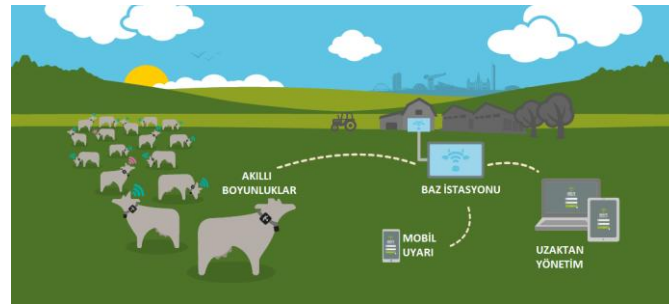 AKILLI
BOYUNLUKLAR
BAZ İSTASYONU
MOBİL
UYARI
UZAKTAN
YÖNETİM